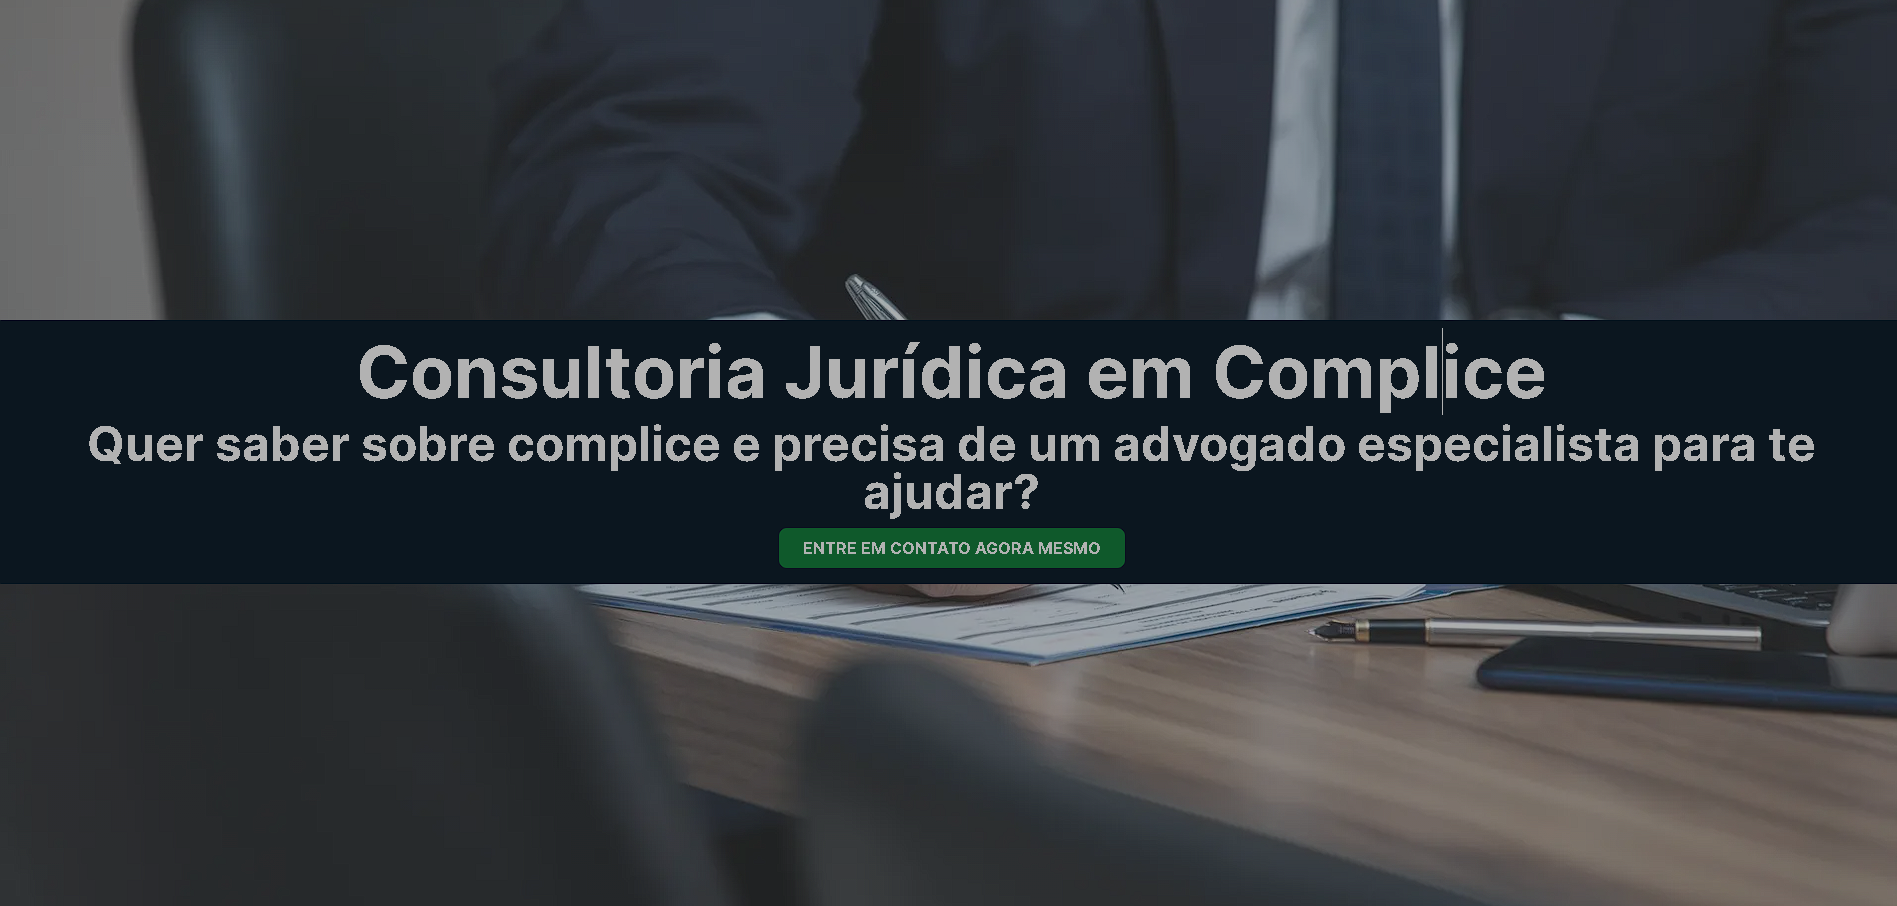 Consultoria Jurídica em Complice
Quer saber sobre complice e precisa de um advogado especialista para te
ajudar?
ENTRE EM CONTATO AGORA MESMO